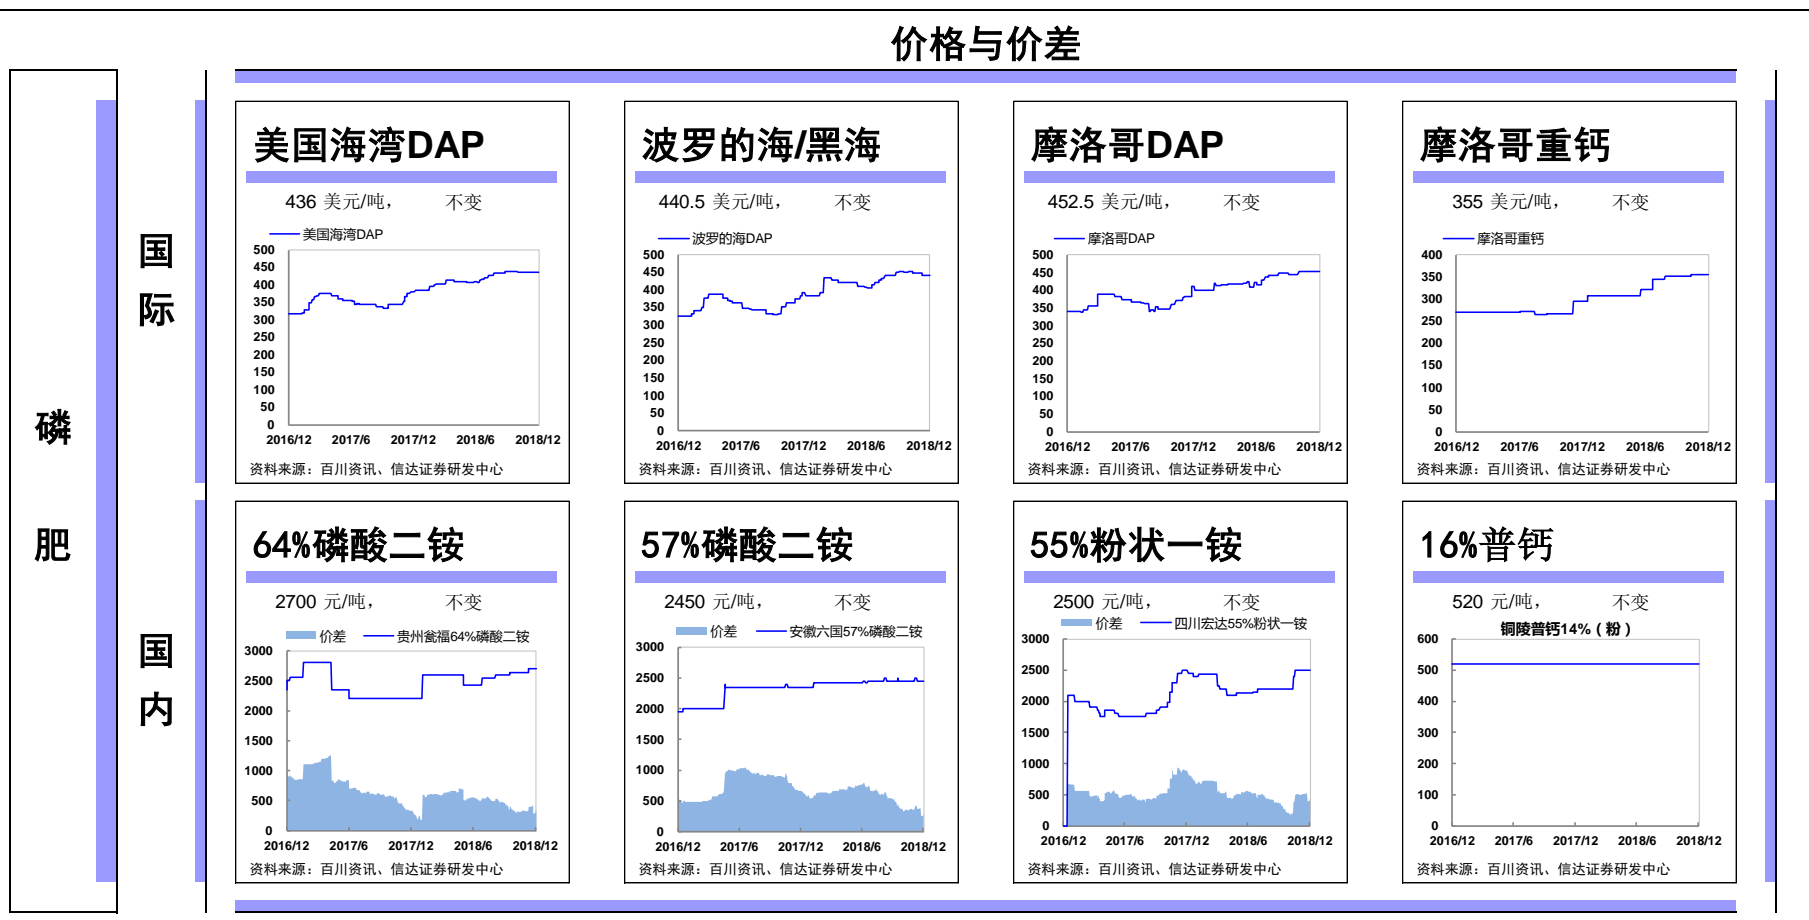 价格与价差
磷
肥
国
际
美国海湾DAP
436 美元/吨， 不变
美国海湾DAP
500
450
400
350
300
250
200
150
100
50
0
2016/12 2017/6 2017/12 2018/6 2018/12
资料来源：百川资讯、信达证券研发中心
波罗的海/黑海
440.5 美元/吨， 不变
波罗的海DAP
500
450
400
350
300
250
200
150
100
50
0
2016/12 2017/6 2017/12 2018/6 2018/12
资料来源：百川资讯、信达证券研发中心
摩洛哥DAP
452.5 美元/吨， 不变
摩洛哥DAP
500
450
400
350
300
250
200
150
100
50
0
2016/12 2017/6 2017/12 2018/6 2018/12
资料来源：百川资讯、信达证券研发中心
摩洛哥重钙
355 美元/吨， 不变
摩洛哥重钙
400
350
300
250
200
150
100
50
0
2016/12 2017/6 2017/12 2018/6 2018/12
资料来源：百川资讯、信达证券研发中心
国
内
64%磷酸二铵
2700 元/吨， 不变
价差 贵州瓮福64%磷酸二铵
3000
2500
2000
1500
1000
500
0
2016/12 2017/6 2017/12 2018/6 2018/12
资料来源：百川资讯、信达证券研发中心
57%磷酸二铵
2450 元/吨， 不变
价差 安徽六国57%磷酸二铵
3000
2500
2000
1500
1000
500
0
2016/12 2017/6 2017/12 2018/6 2018/12
资料来源：百川资讯、信达证券研发中心
55%粉状一铵
2500 元/吨， 不变
价差 四川宏达55%粉状一铵
3000
2500
2000
1500
1000
500
0
2016/12 2017/6 2017/12 2018/6 2018/12
资料来源：百川资讯、信达证券研发中心
16%普钙
520 元/吨， 不变
铜陵普钙14%（粉）
600
500
400
300
200
100
0
2016/12 2017/6 2017/12 2018/6 2018/12
资料来源：百川资讯、信达证券研发中心